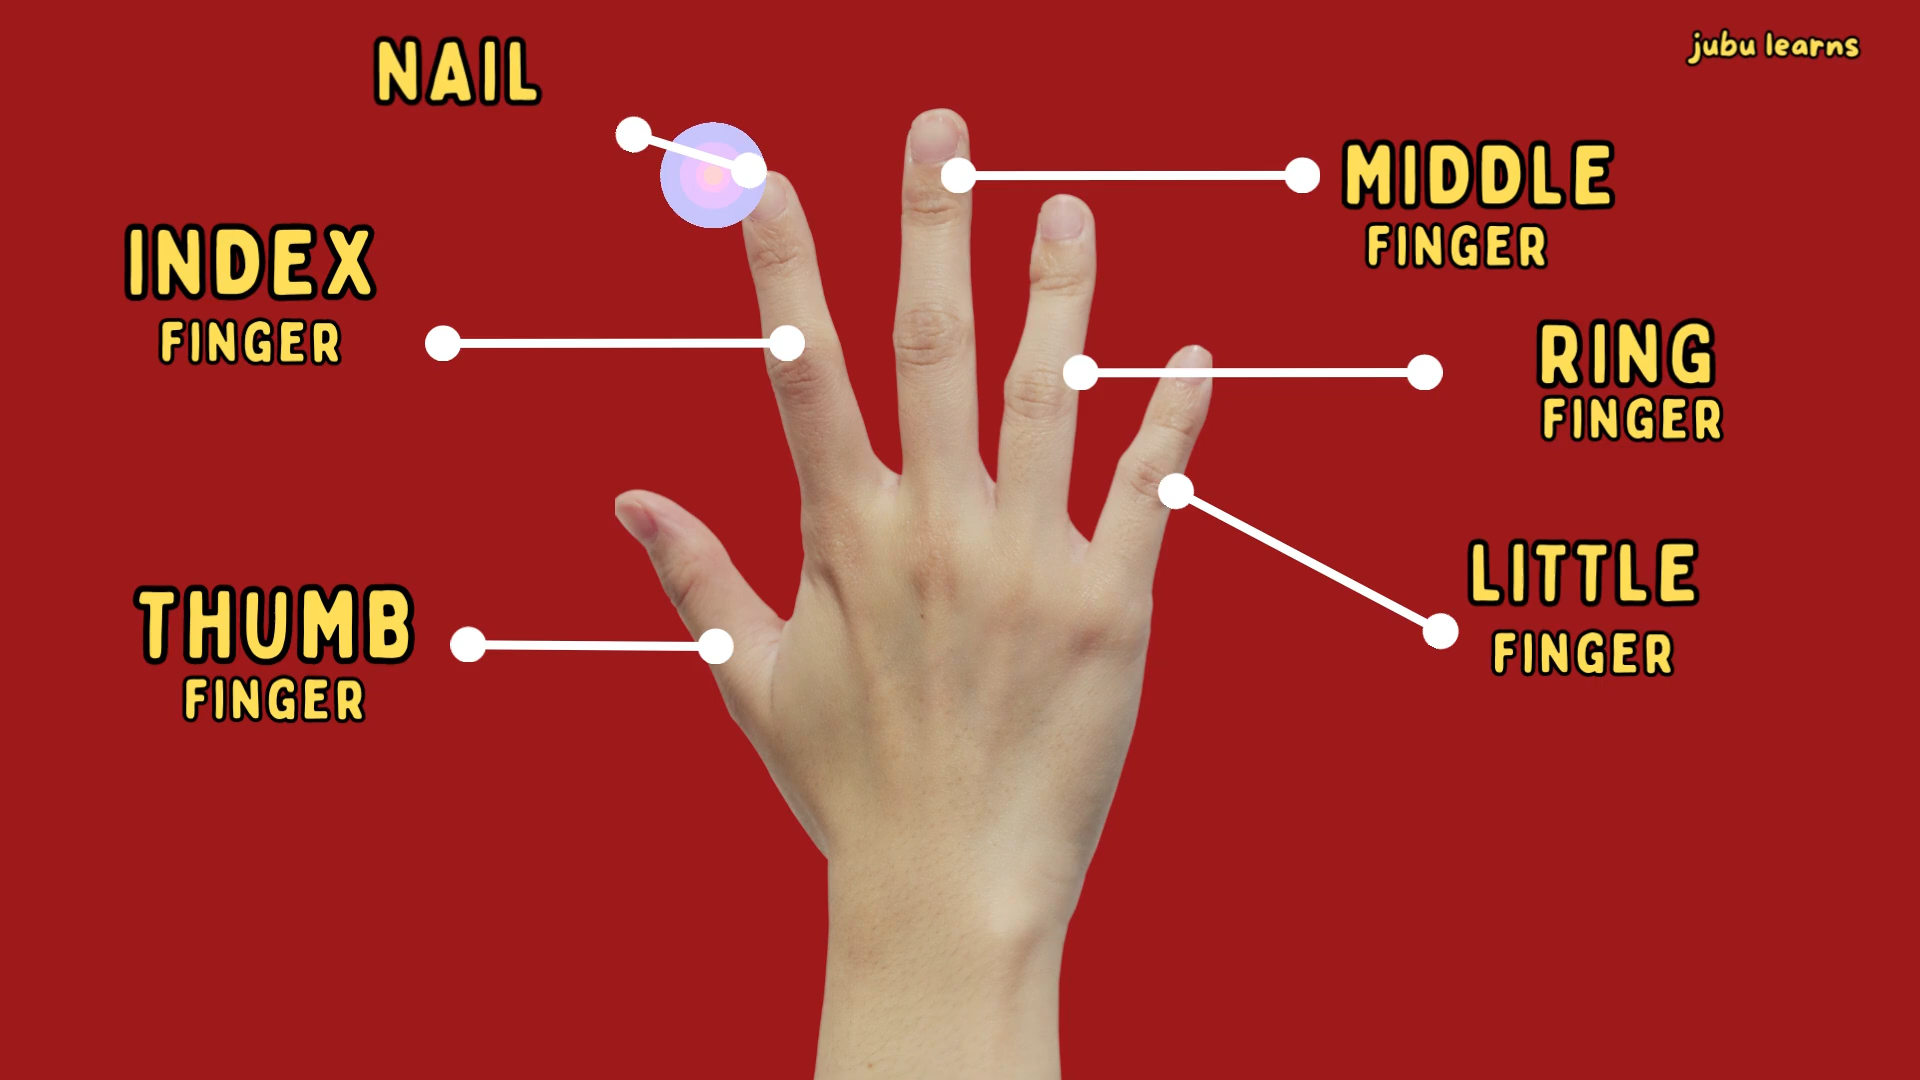 NAIL
jubu learns
MIDDLE
FINGER
INDEX
FINGER
RING
FINGER
LITTLE
FINGER
THUMB
FINGER